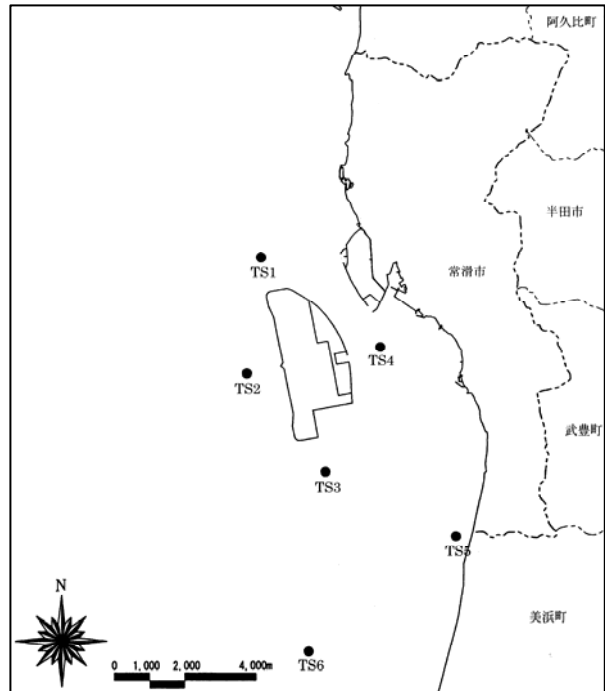 阿久比町
半田市
常滑市
TS1
TS4
TS2
武豊町
TS3
TS5
N
美浜町
TS6
0 1,000 2,000 4,000m